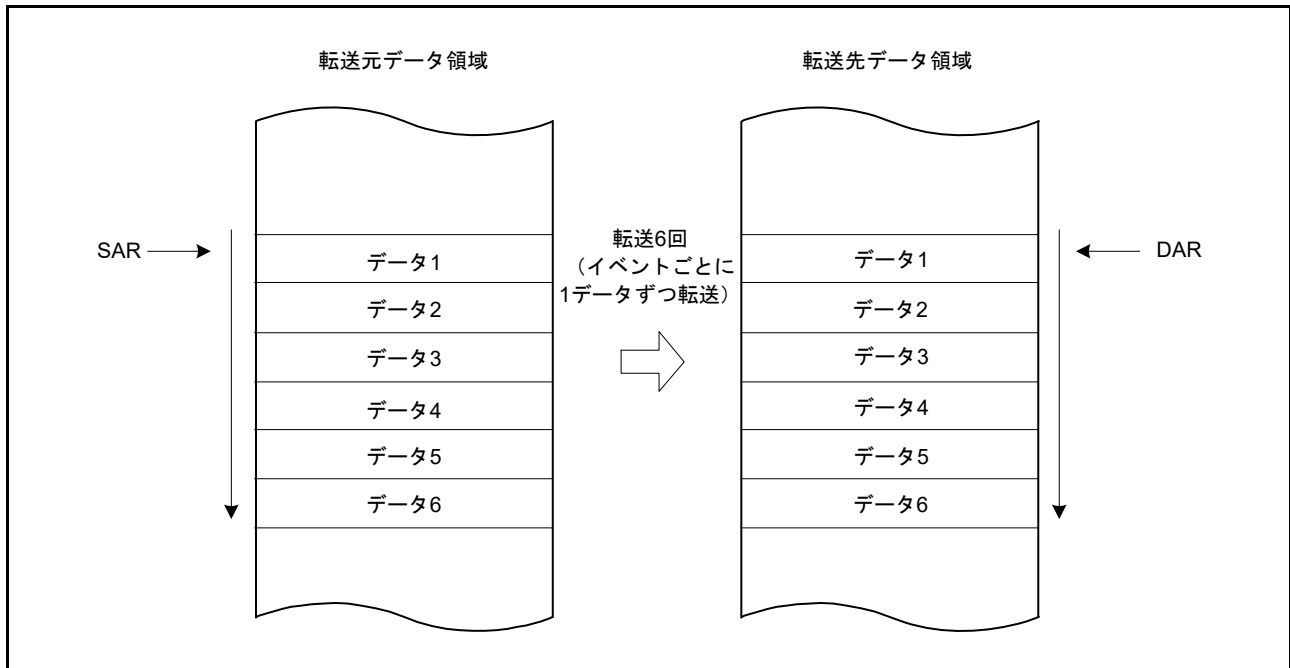 転送元データ領域
転送先データ領域
SAR
データ1
データ2
データ3
データ4
データ5
データ6
転送6回
（イベントごとに
1データずつ転送）
データ1
データ2
データ3
データ4
データ5
データ6
DAR